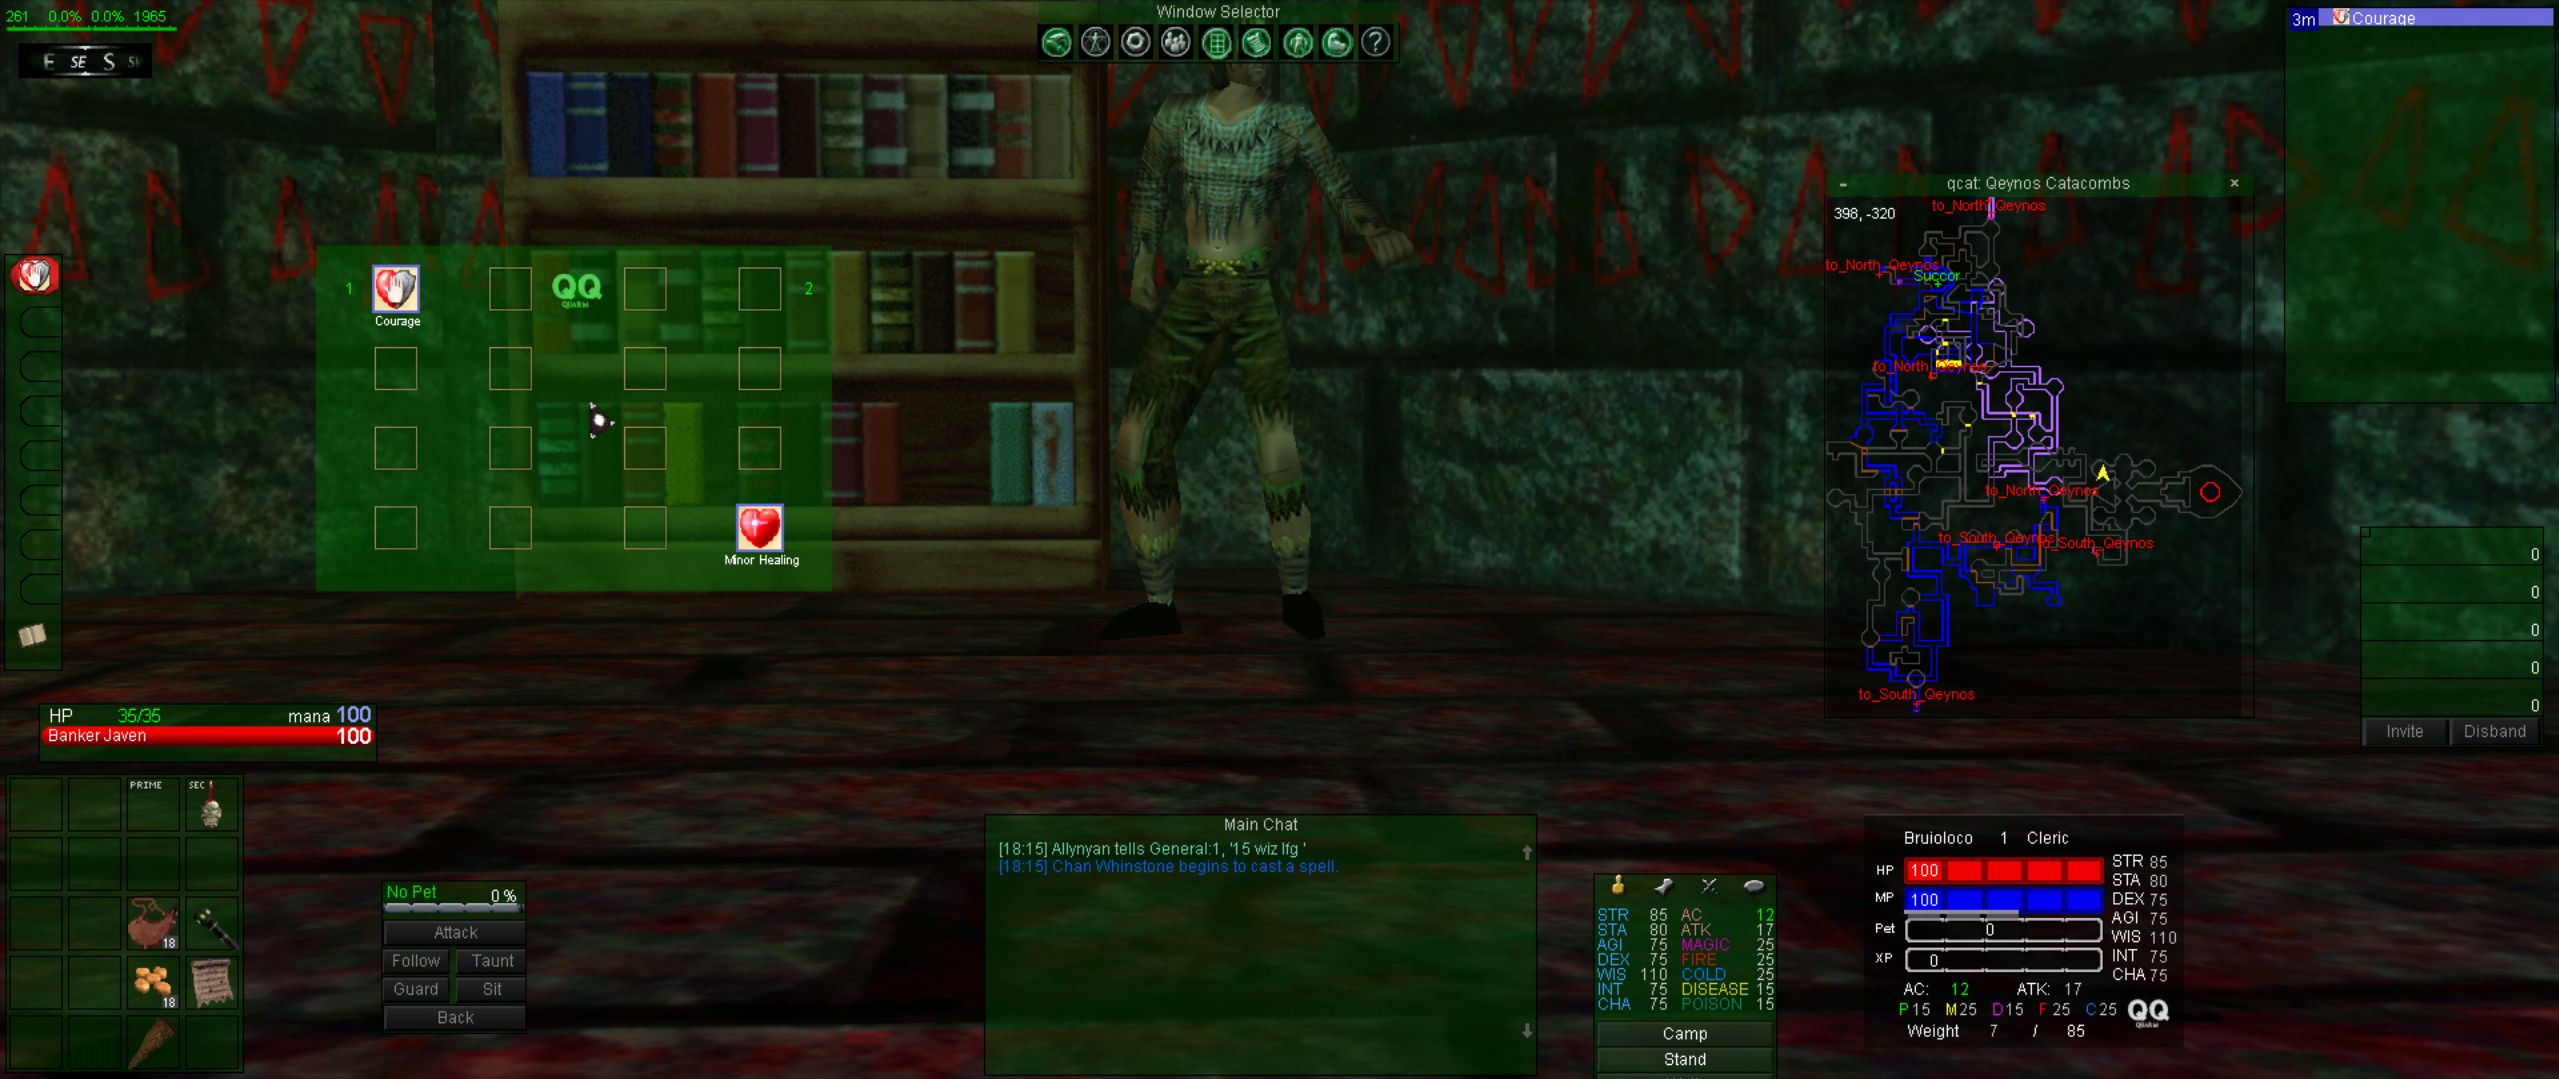 261 0.0% 0.0% 1965
E SE S
Window Selector
3m Courage
qcat: Qeynos Catacombs
398, -320
to_North_Qeynos
to_North_Qeynos
Succor
to_North_Qeynos
to_North_Qeynos
to_South_Qeynos
to_South_Qeynos
to_South_Qeynos
1
QQ
QUARM
2
Courage
Minor Healing
0
0
0
0
0
Invite Disband
HP 35/35 mana 100
Banker Javen 100
PRIME SEC
18
18
No Pet 0 %
Attack
Follow Taunt
Guard Sit
Back
Main Chat
[18:15] Allynyan tells General:1, '15 wiz lfg '
[18:15] Chan Whinstone begins to cast a spell.
STR 85 AC 12
STA 80 ATK 17
AGI 75 MAGIC 25
DEX 75 FIRE 25
WIS 110 COLD 25
INT 75 DISEASE 15
CHA 75 POISON 15
Camp
Stand
Bruioloco 1 Cleric
HP 100
MP 100
Pet 0
XP 0
STR 85
STA 80
DEX 75
AGI 75
WIS 110
INT 75
CHA 75
AC: 12 ATK: 17
P 15 M 25 D 15 F 25 C 25
QQ
QUARM
Weight 7 / 85